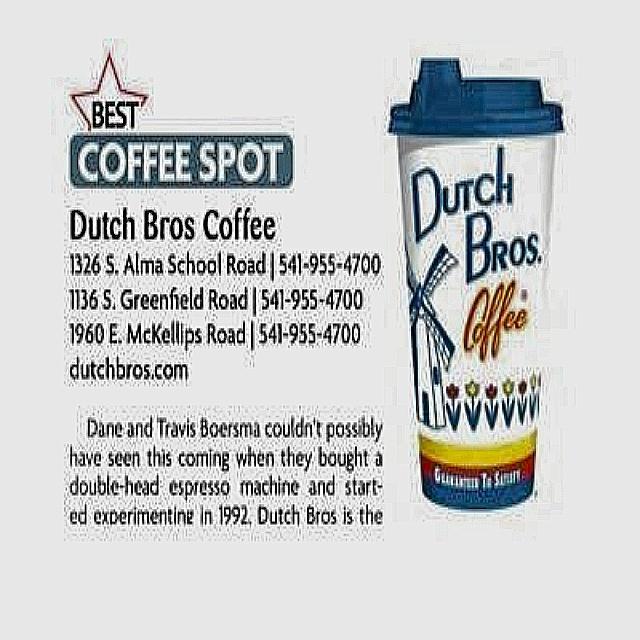 BEST
COFFEE SPOT
Dutch Bros Coffee
1326 S. Alma School Road | 541-955-4700
1136 S. Greenfield Road | 541-955-4700
1960 E. McKellips Road | 541-955-4700
dutchbros.com
Dane and Travis Boersma couldn't possibly
have seen this coming when they bought a
double-head espresso machine and start-
ed experimenting in 1992. Dutch Bros is the
DUTCH
BROS.
Coffee
GUARANTEED TO SATISFY